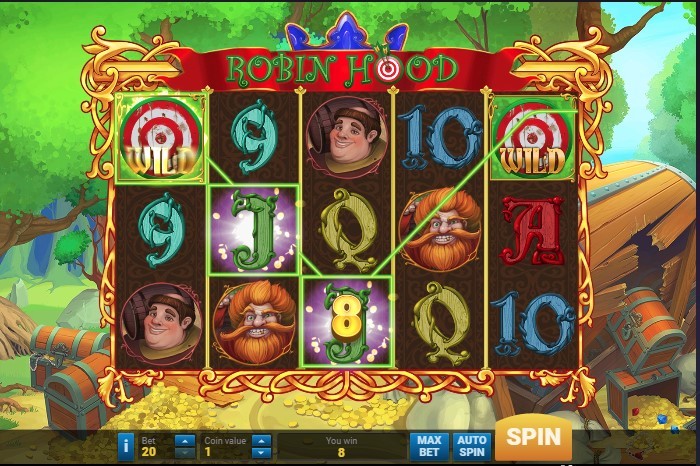 ROBIN HOOD
WILD 9 10 WILD
9 J Q A
8 J Q 10
i Bet 20 Coin value 1 You win 8 MAX BET AUTO SPIN SPIN